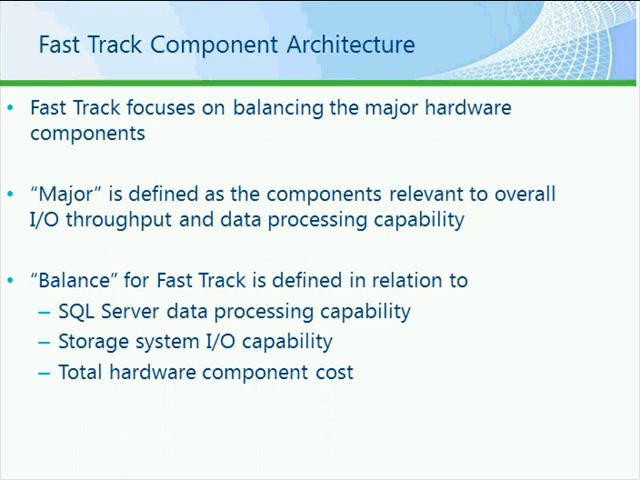 Fast Track Component Architecture
• Fast Track focuses on balancing the major hardware
components
• “Major” is defined as the components relevant to overall
I/O throughput and data processing capability
• “Balance” for Fast Track is defined in relation to
– SQL Server data processing capability
– Storage system I/O capability
– Total hardware component cost